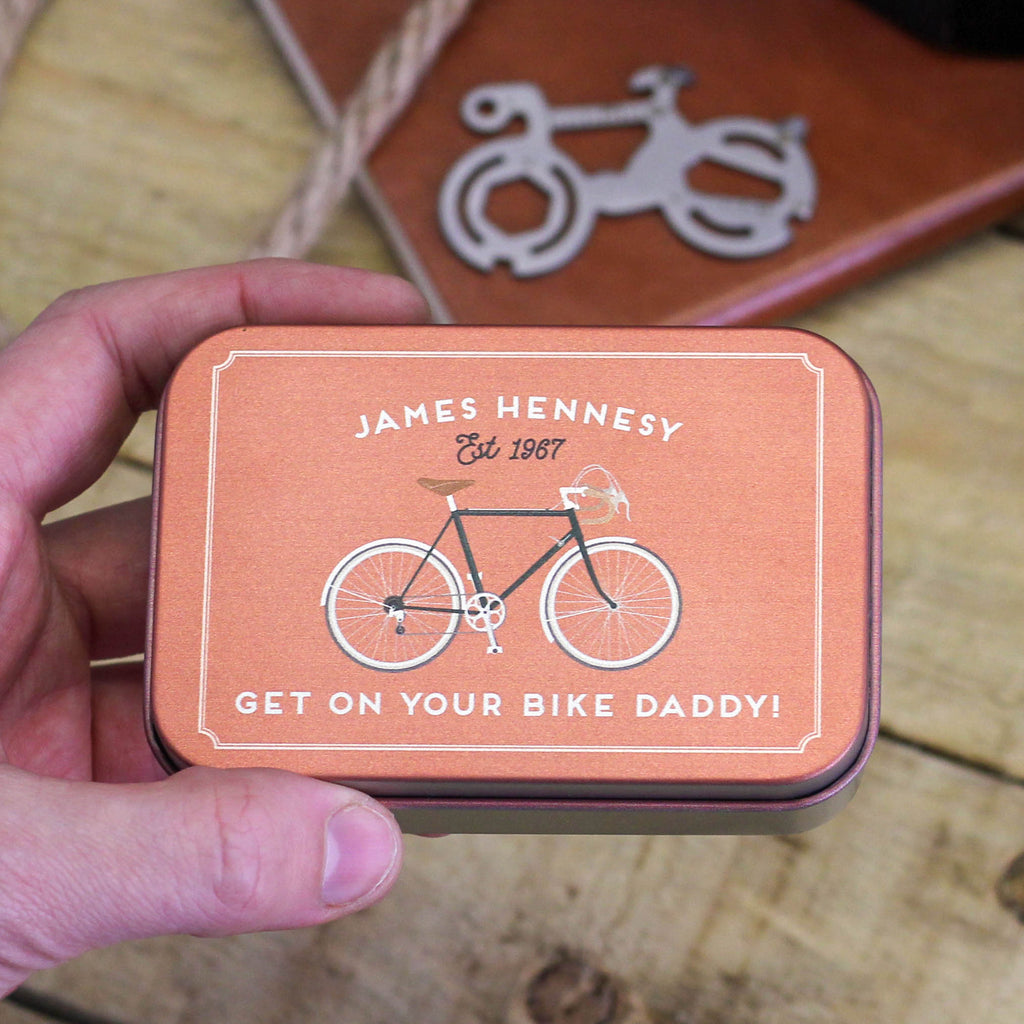 JAMES HENNESY
Est 1967
GET ON YOUR BIKE DADDY!